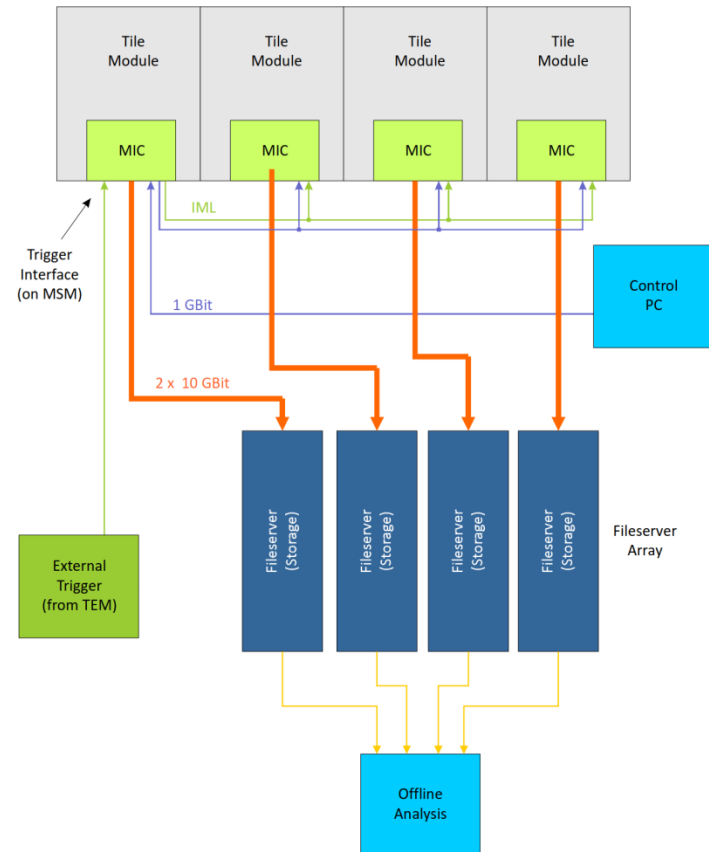 Tile
Module
Tile
Module
Tile
Module
Tile
Module
MIC
MIC
MIC
MIC
IML
Trigger
Interface
(on MSM)
Control
PC
1 GBit
2 x 10 GBit
Fileserver
(Storage)
Fileserver
(Storage)
Fileserver
(Storage)
Fileserver
(Storage)
Fileserver
Array
External
Trigger
(from TEM)
Offline
Analysis